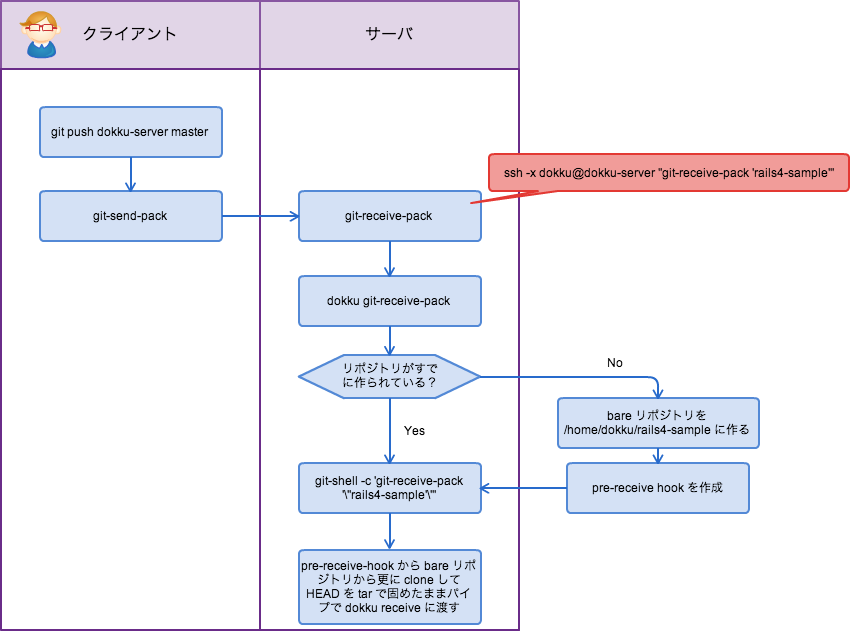 クライアント
サーバ
git push dokku-server master
ssh -x dokku@dokku-server "git-receive-pack 'rails4-sample'"
git-send-pack
git-receive-pack
dokku git-receive-pack
リポジトリがすで
に作られている？
No
Yes
bare リポジトリを
/home/dokku/rails4-sample に作る
git-shell -c 'git-receive-pack
'\"rails4-sample'\"'
pre-receive hook を作成
pre-receive-hook から bare リポ
ジトリから更に clone して
HEAD を tar で固めたままパイ
プで dokku receive に渡す